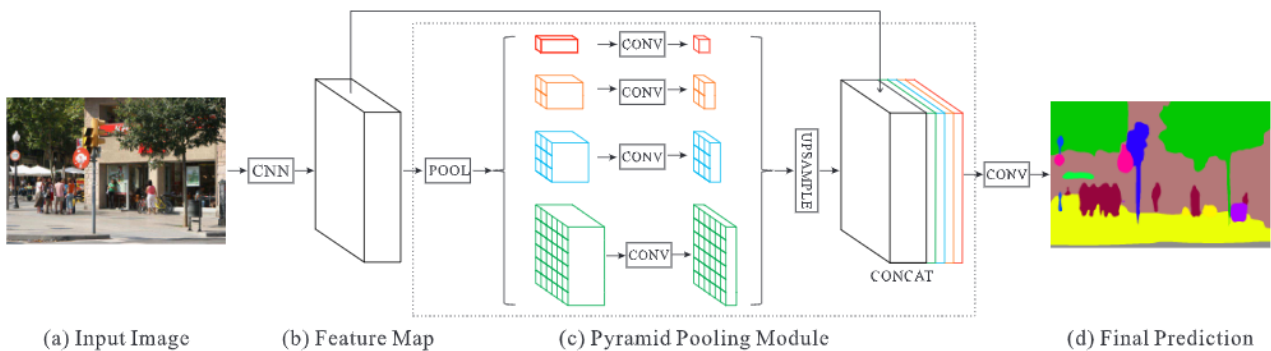 CNN
POOL
CONV
CONV
CONV
CONV
UPSAMPLE
CONCAT
CONV
(a) Input Image
(b) Feature Map
(c) Pyramid Pooling Module
(d) Final Prediction